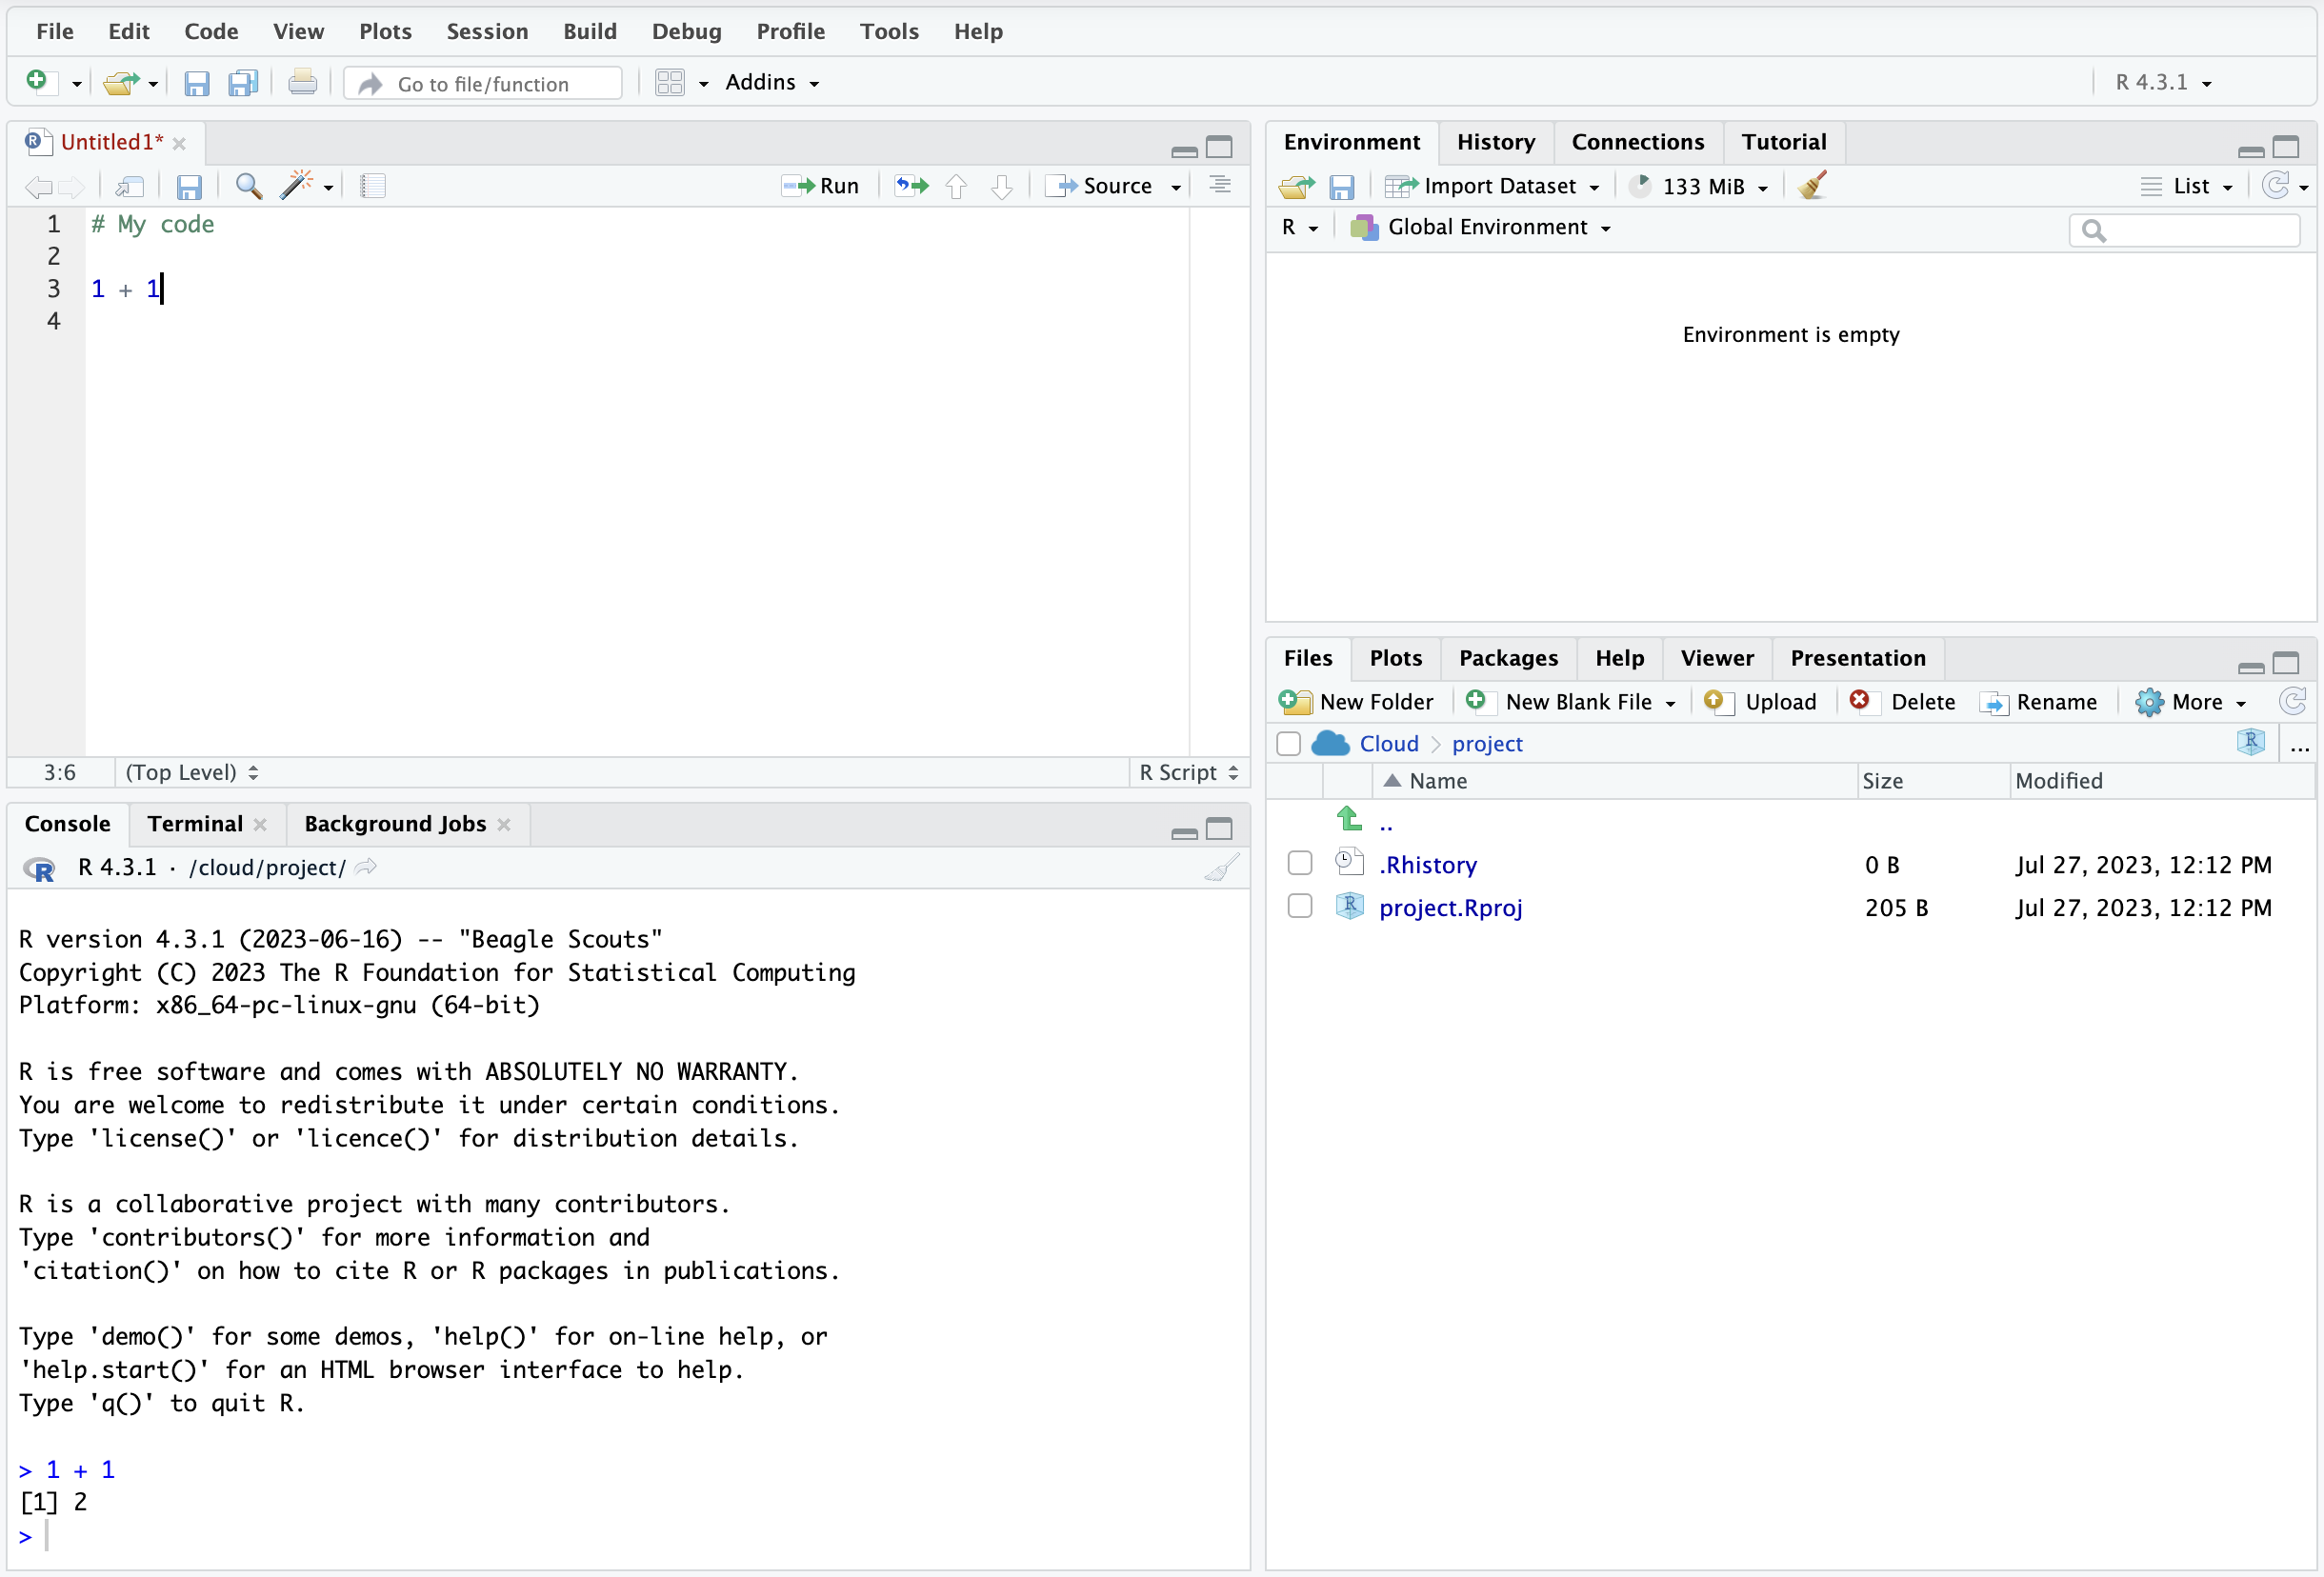 File Edit Code View Plots Session Build Debug Profile Tools Help
Go to file/function Addins R 4.3.1
Untitled1*
Run Source
1 # My code
2
3 1 + 1
4
3:6 (Top Level) R Script
Console Terminal Background Jobs
R 4.3.1 · /cloud/project/
R version 4.3.1 (2023-06-16) -- "Beagle Scouts"
Copyright (C) 2023 The R Foundation for Statistical Computing
Platform: x86_64-pc-linux-gnu (64-bit)
R is free software and comes with ABSOLUTELY NO WARRANTY.
You are welcome to redistribute it under certain conditions.
Type 'license()' or 'licence()' for distribution details.
R is a collaborative project with many contributors.
Type 'contributors()' for more information and
'citation()' on how to cite R or R packages in publications.
Type 'demo()' for some demos, 'help()' for on-line help, or
'help.start()' for an HTML browser interface to help.
Type 'q()' to quit R.
> 1 + 1
[1] 2
>
Environment History Connections Tutorial
Import Dataset 133 MiB List
R Global Environment
Environment is empty
Files Plots Packages Help Viewer Presentation
New Folder New Blank File Upload Delete Rename More
Cloud project ...
Name Size Modified
..
.Rhistory 0 B Jul 27, 2023, 12:12 PM
project.Rproj 205 B Jul 27, 2023, 12:12 PM